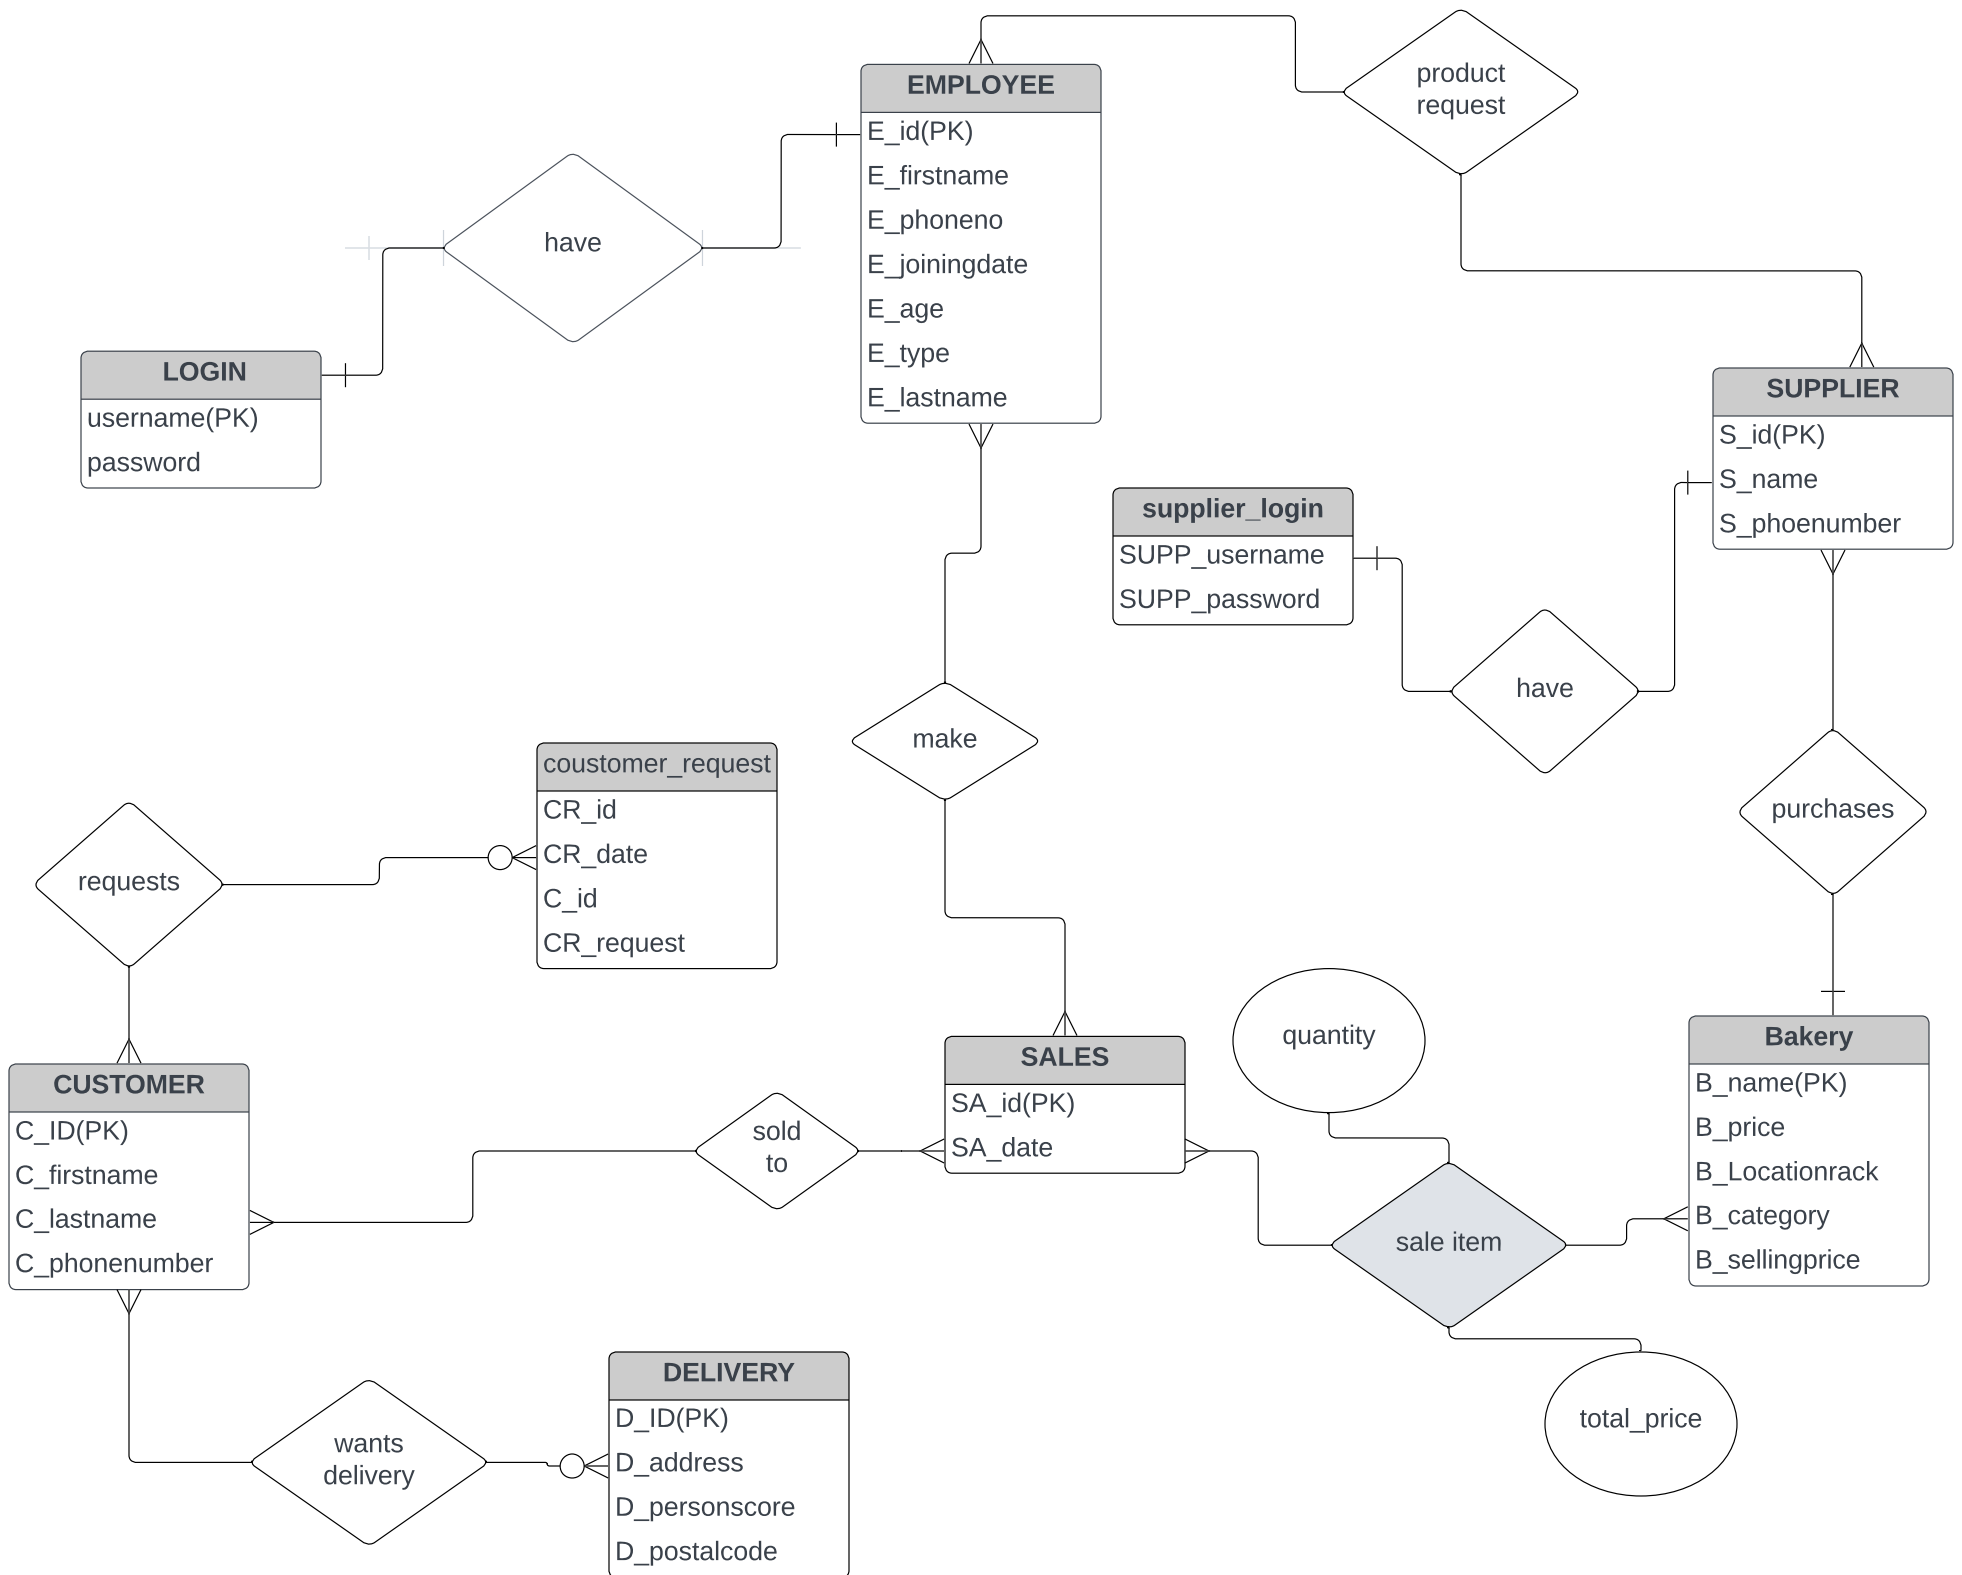 product
request
EMPLOYEE
E_id(PK)
E_firstname
E_phoneno
E_joiningdate
E_age
E_type
E_lastname
have
LOGIN
username(PK)
password
SUPPLIER
S_id(PK)
S_name
S_phoenumber
supplier_login
SUPP_username
SUPP_password
have
make
purchases
coustomer_request
CR_id
CR_date
C_id
CR_request
requests
CUSTOMER
C_ID(PK)
C_firstname
C_lastname
C_phonenumber
sold
to
SALES
SA_id(PK)
SA_date
quantity
sale item
total_price
Bakery
B_name(PK)
B_price
B_Locationrack
B_category
B_sellingprice
wants
delivery
DELIVERY
D_ID(PK)
D_address
D_personscore
D_postalcode